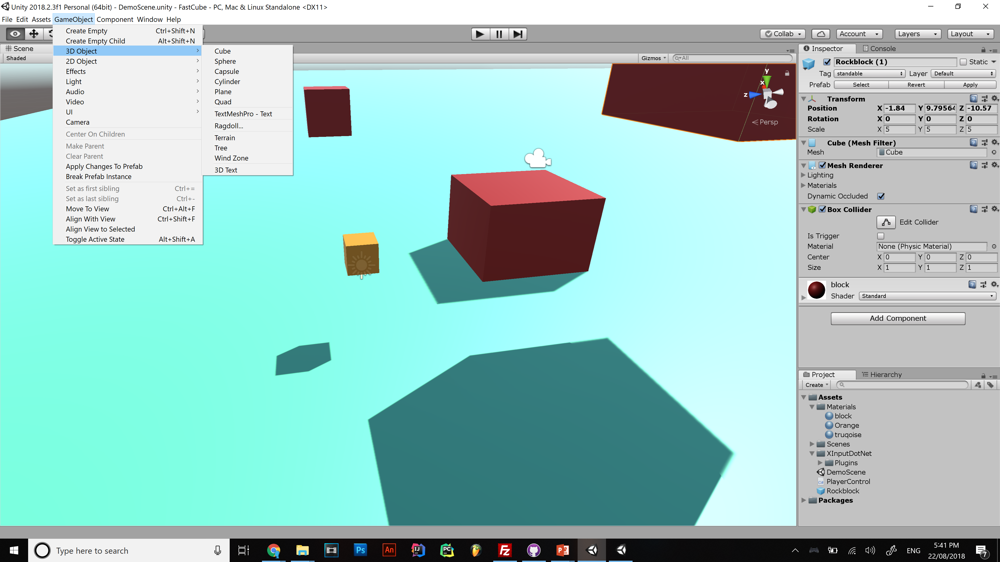 Unity 2018.2.3f1 Personal (64bit) - DemoScene.unity - FastCube - PC, Mac & Linux Standalone <DX11>
File Edit Assets GameObject Component Window Help
Collab Account Layers Layout
Create Empty Ctrl+Shift+N
Create Empty Child Alt+Shift+N
3D Object
2D Object
Effects
Light
Audio
Video
UI
Camera
Center On Children
Make Parent
Clear Parent
Apply Changes To Prefab
Break Prefab Instance
Set as first sibling Ctrl+=
Set as last sibling Ctrl+-
Move To View Ctrl+Alt+F
Align With View Ctrl+Shift+F
Align View to Selected
Toggle Active State Alt+Shift+A
Cube
Sphere
Capsule
Cylinder
Plane
Quad
TextMeshPro - Text
Ragdoll...
Terrain
Tree
Wind Zone
3D Text
Scene
Shaded
Gizmos All
y
x
z
Persp
Inspector Console
Rockblock (1) Static
Tag standable Layer Default
Prefab Select Revert Apply
Transform
Position X -1.84 Y 9.79564 Z -10.57
Rotation X 0 Y 0 Z 0
Scale X 5 Y 5 Z 5
Cube (Mesh Filter)
Mesh Cube
Mesh Renderer
Lighting
Materials
Dynamic Occluded
Box Collider
Edit Collider
Is Trigger
Material None (Physic Material)
Center X 0 Y 0 Z 0
Size X 1 Y 1 Z 1
block
Shader Standard
Add Component
Project Hierarchy
Create
Assets
Materials
block
Orange
truqoise
Scenes
XInputDotNet
Plugins
DemoScene
C# PlayerControl
Rockblock
Packages
Type here to search
Ps An IJ PC Fz P
ENG
5:41 PM
22/08/2018
7